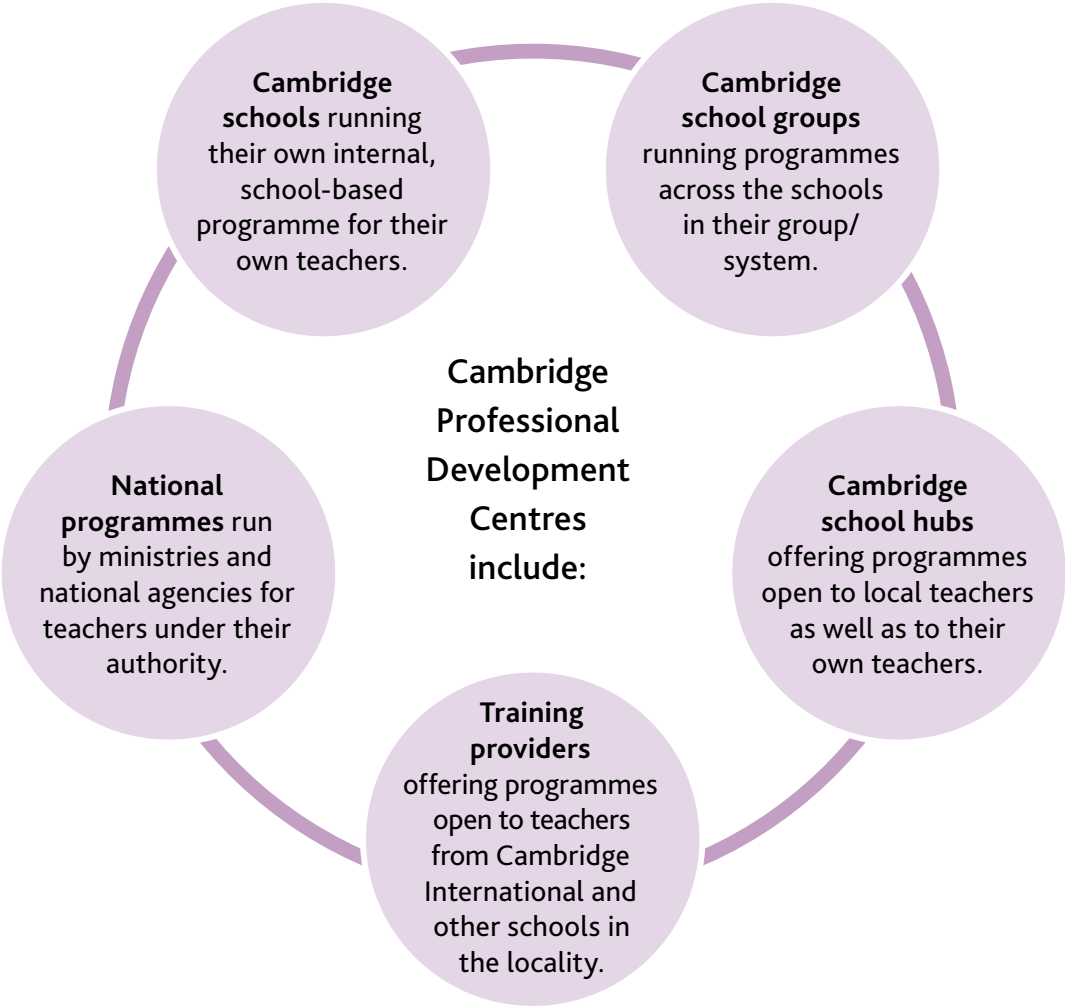 Cambridge
schools running
their own internal,
school-based
programme for their
own teachers.
Cambridge
school groups
running programmes
across the schools
in their group/
system.
Cambridge
Professional
Development
Centres
include:
National
programmes run
by ministries and
national agencies for
teachers under their
authority.
Cambridge
school hubs
offering programmes
open to local teachers
as well as to their
own teachers.
Training
providers
offering programmes
open to teachers
from Cambridge
International and
other schools in
the locality.